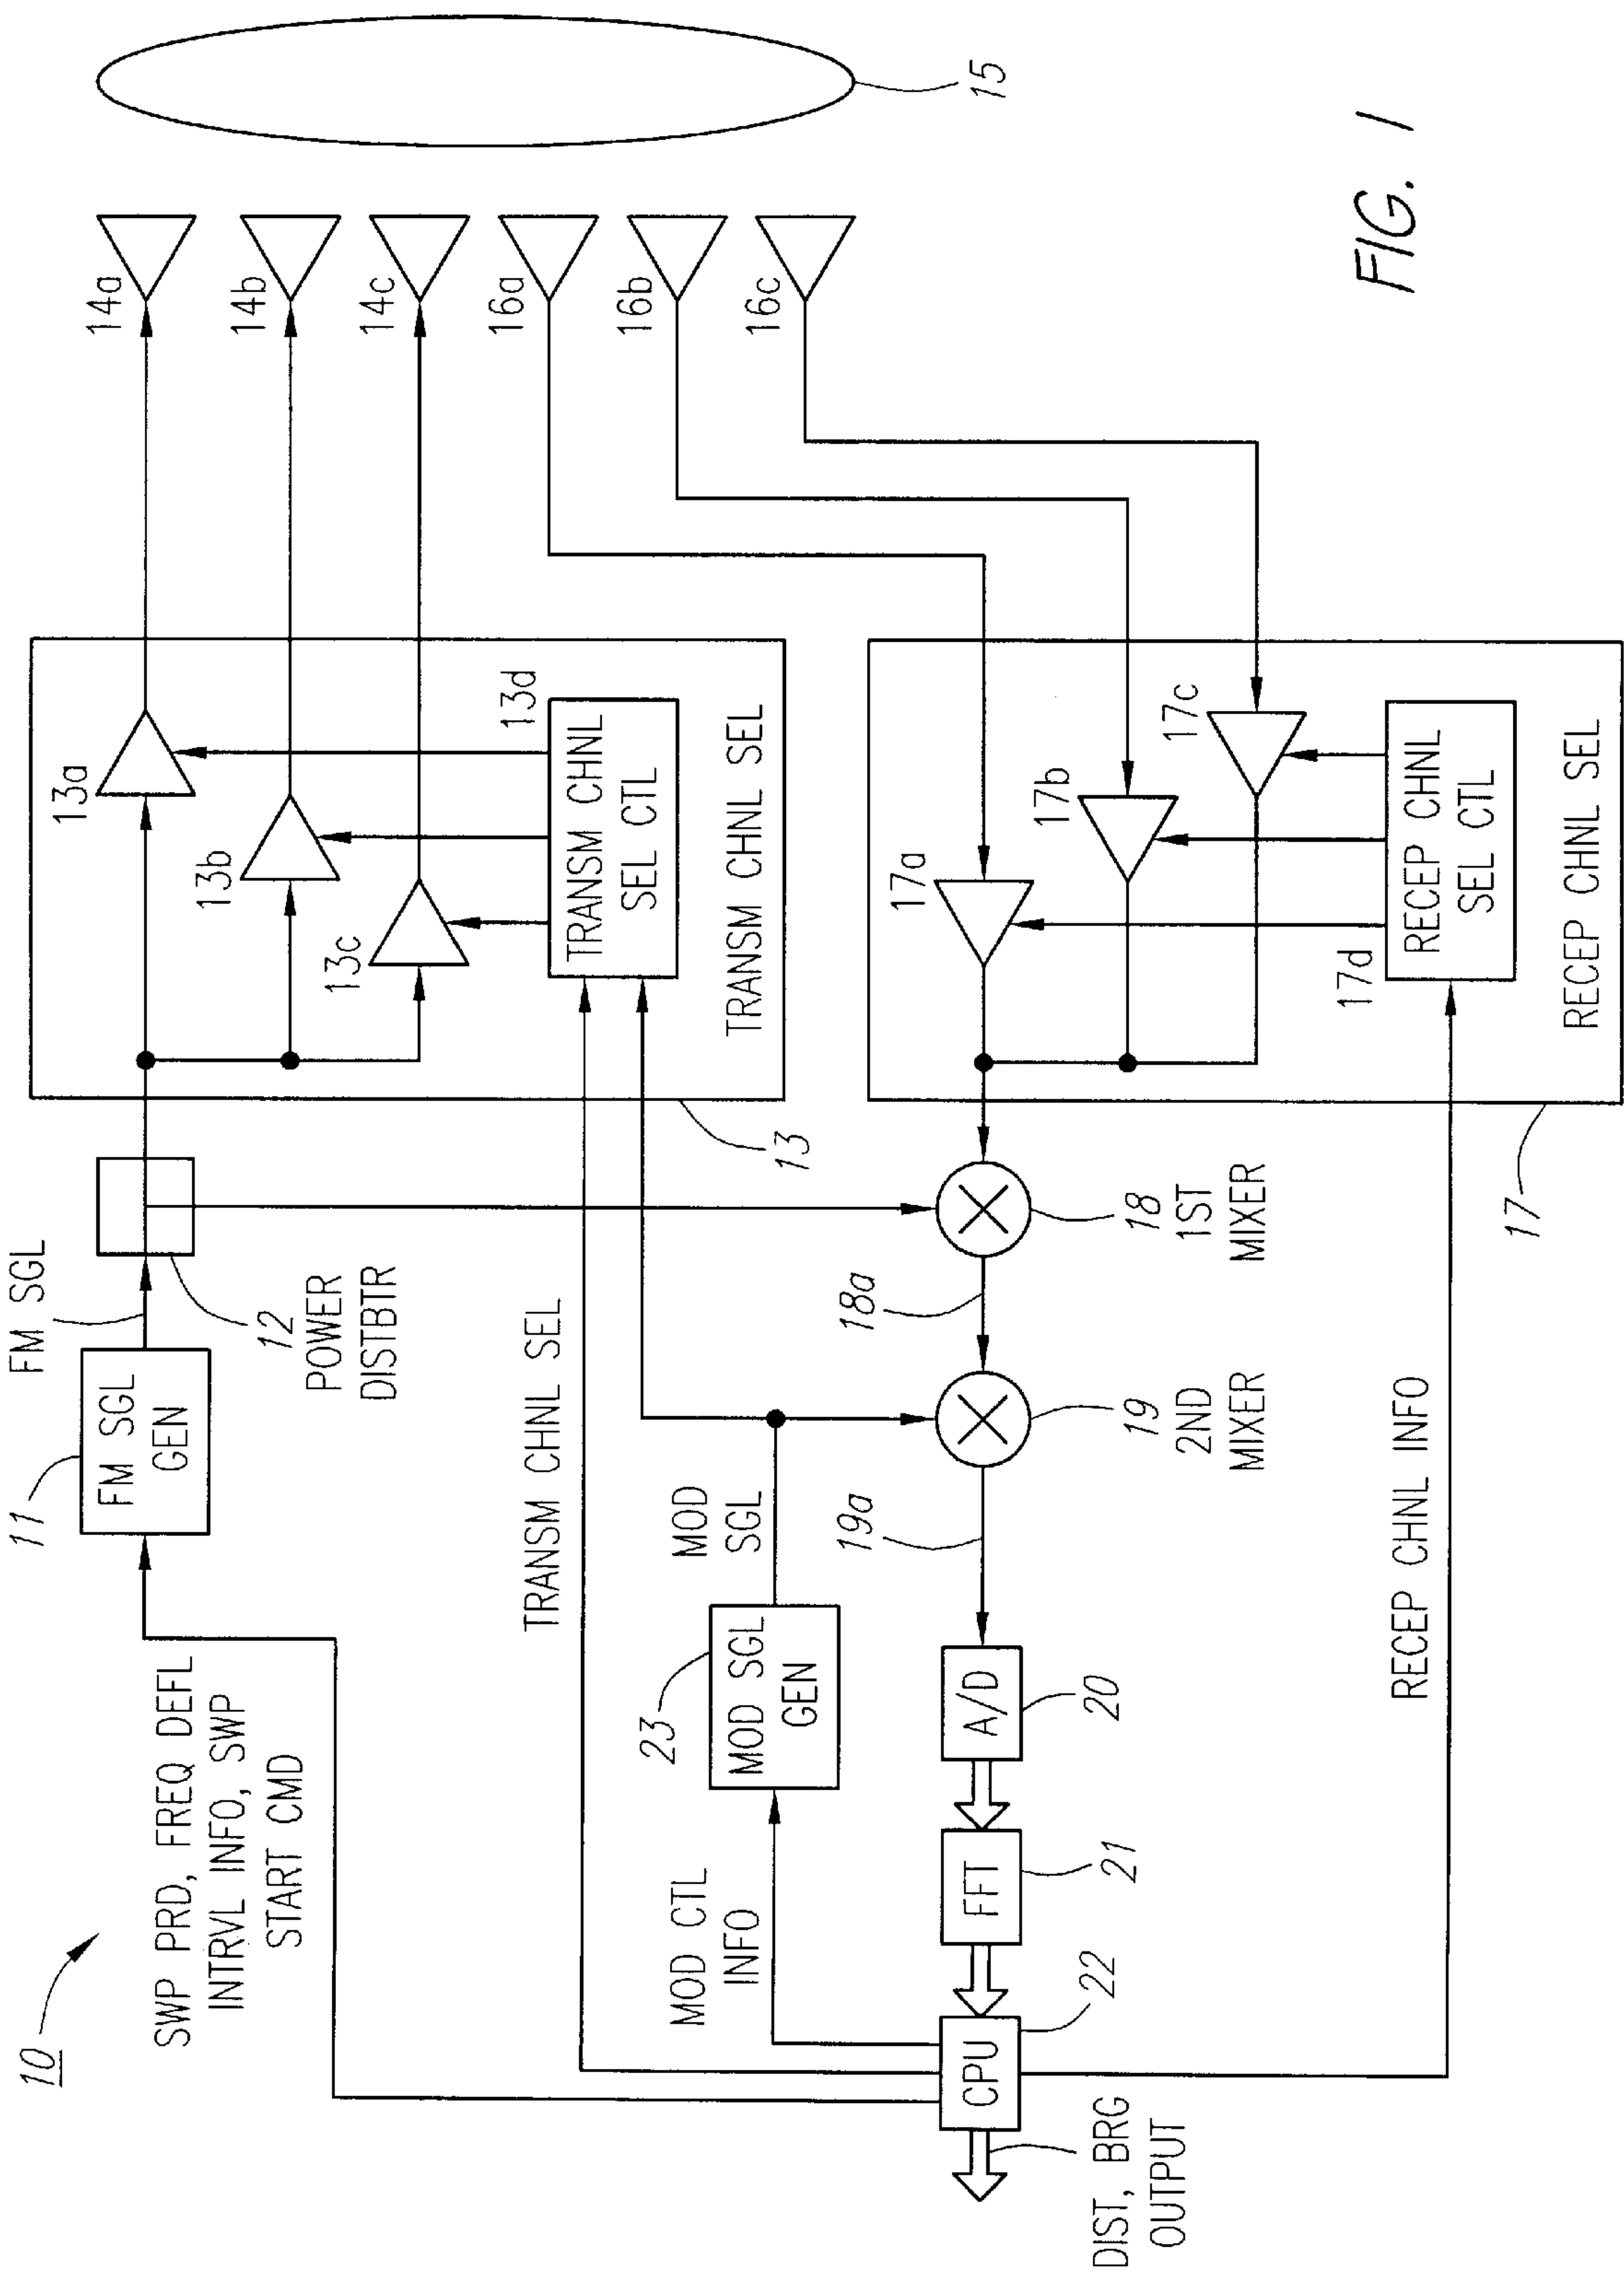 10
SWP PRD, FREQ DEFL
INTRVL INFO, SWP
START CMD
11
FM SGL
GEN
FM SGL
12
POWER
DISTBTR
13a
13b
13c
13d
TRANSM CHNL
SEL CTL
TRANSM CHNL SEL
13
14a
14b
14c
16a
16b
16c
15
TRANSM CHNL SEL
MOD CTL
INFO
23
MOD SGL
GEN
MOD
SGL
DIST, BRG
OUTPUT
CPU
22
FFT
21
A/D
20
19a
19
2ND
MIXER
18a
18
1ST
MIXER
17a
17b
17c
17d
RECEP CHNL
SEL CTL
RECEP CHNL SEL
17
RECEP CHNL INFO
FIG. 1